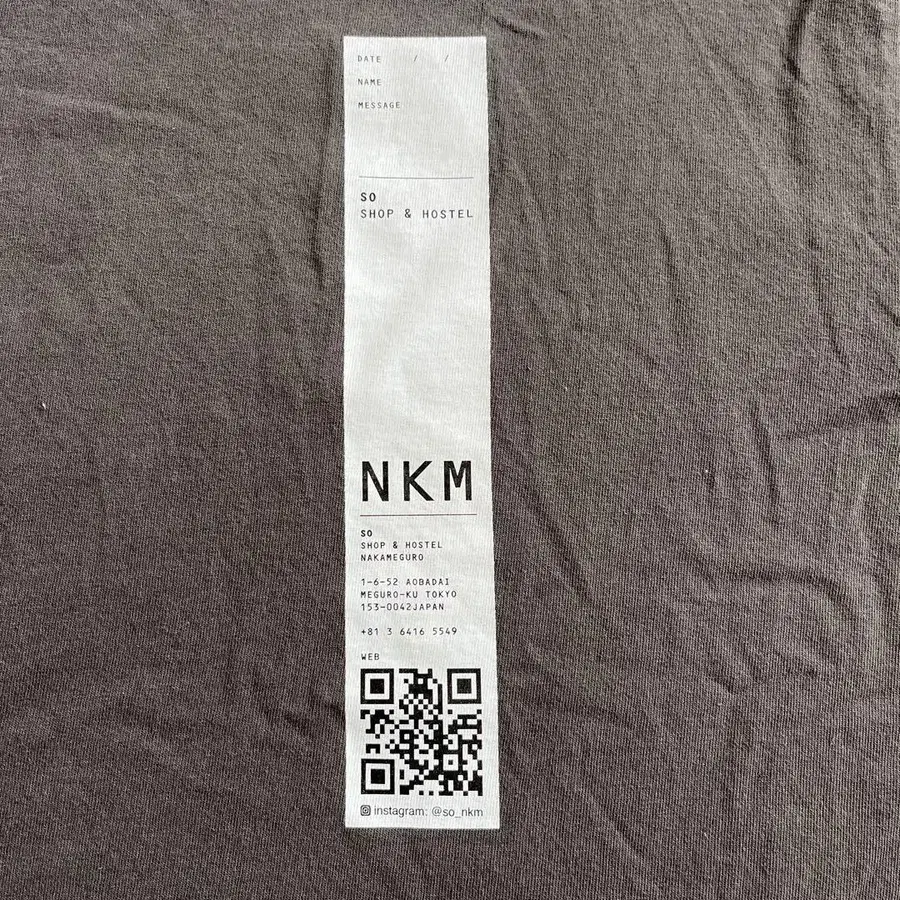 DATE / /
NAME
MESSAGE
SO
SHOP & HOSTEL
NKM
SO
SHOP & HOSTEL
NAKAMEGURO
1-6-52 AOBADAI
MEGURO-KU TOKYO
153-0042JAPAN
+81 3 6416 5549
WEB
instagram: @so_nkm